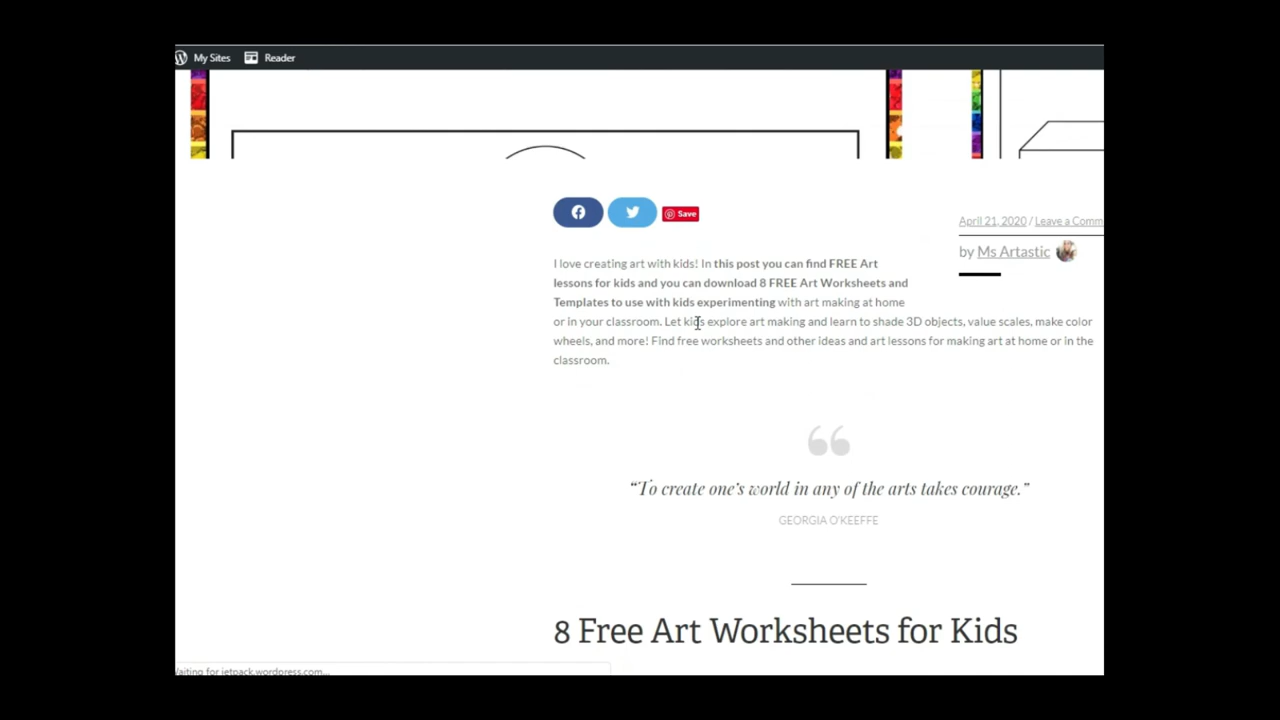 My Sites Reader
Save
April 21, 2020 / Leave a Comm
by Ms Artastic
I love creating art with kids! In this post you can find FREE Art
lessons for kids and you can download 8 FREE Art Worksheets and
Templates to use with kids experimenting with art making at home
or in your classroom. Let kids explore art making and learn to shade 3D objects, value scales, make color
wheels, and more! Find free worksheets and other ideas and art lessons for making art at home or in the
classroom.
“To create one’s world in any of the arts takes courage.”
GEORGIA O'KEEFFE
8 Free Art Worksheets for Kids
aiting for jetpack.wordpress.com...